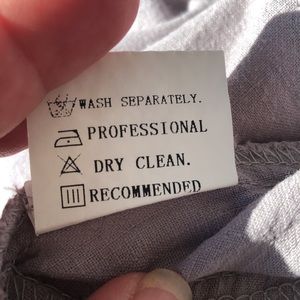 WASH SEPARATELY.
PROFESSIONAL
DRY CLEAN.
RECOMMENDED